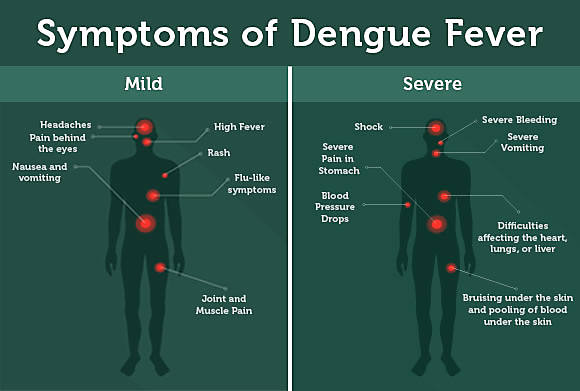 Symptoms of Dengue Fever
Mild
Headaches
Pain behind
the eyes
Nausea and
vomiting
High Fever
Rash
Flu-like
symptoms
Joint and
Muscle Pain
Severe
Shock
Severe
Pain in
Stomach
Blood
Pressure
Drops
Severe Bleeding
Severe
Vomiting
Difficulties
affecting the heart,
lungs, or liver
Bruising under the skin
and pooling of blood
under the skin